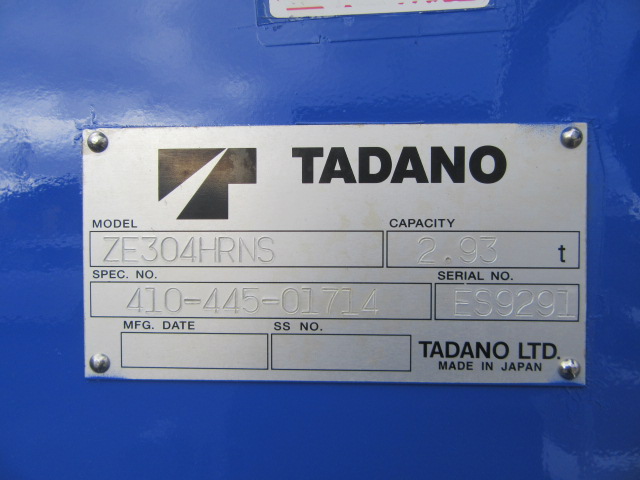 TADANO
MODEL CAPACITY
ZE304HRNS 2.93 t
SPEC. NO. SERIAL NO.
410-445-01714 ES9291
MFG. DATE SS NO.
TADANO LTD.
MADE IN JAPAN